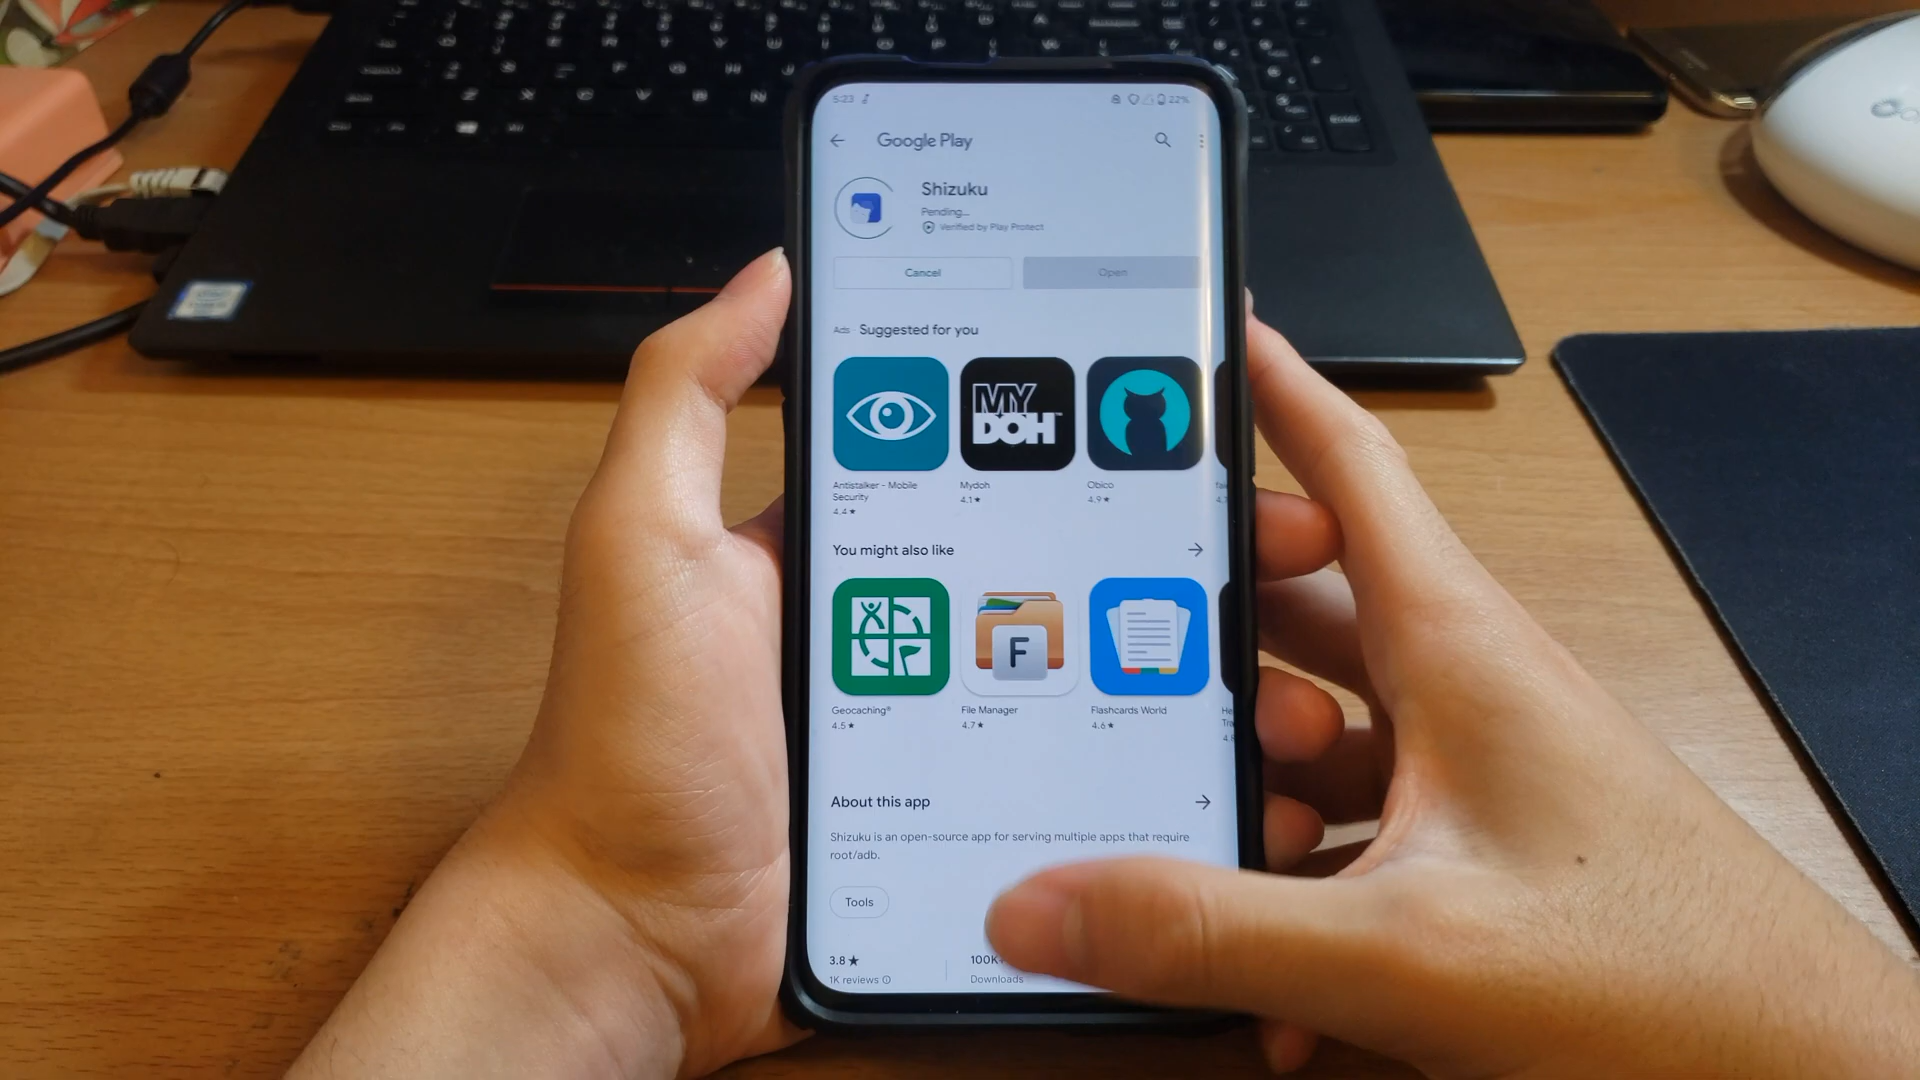 5:23
22%
Google Play
Shizuku
Pending...
Verified by Play Protect
Cancel
Open
Ads · Suggested for you
MY
DOH
Antistalker - Mobile
Security
4.4★
Mydoh
4.1★
Obico
4.9★
You might also like
F
Geocaching®
4.5★
File Manager
4.7★
Flashcards World
4.6★
About this app
Shizuku is an open-source app for serving multiple apps that require
root/adb.
Tools
3.8★
1K reviews
100K+
Downloads